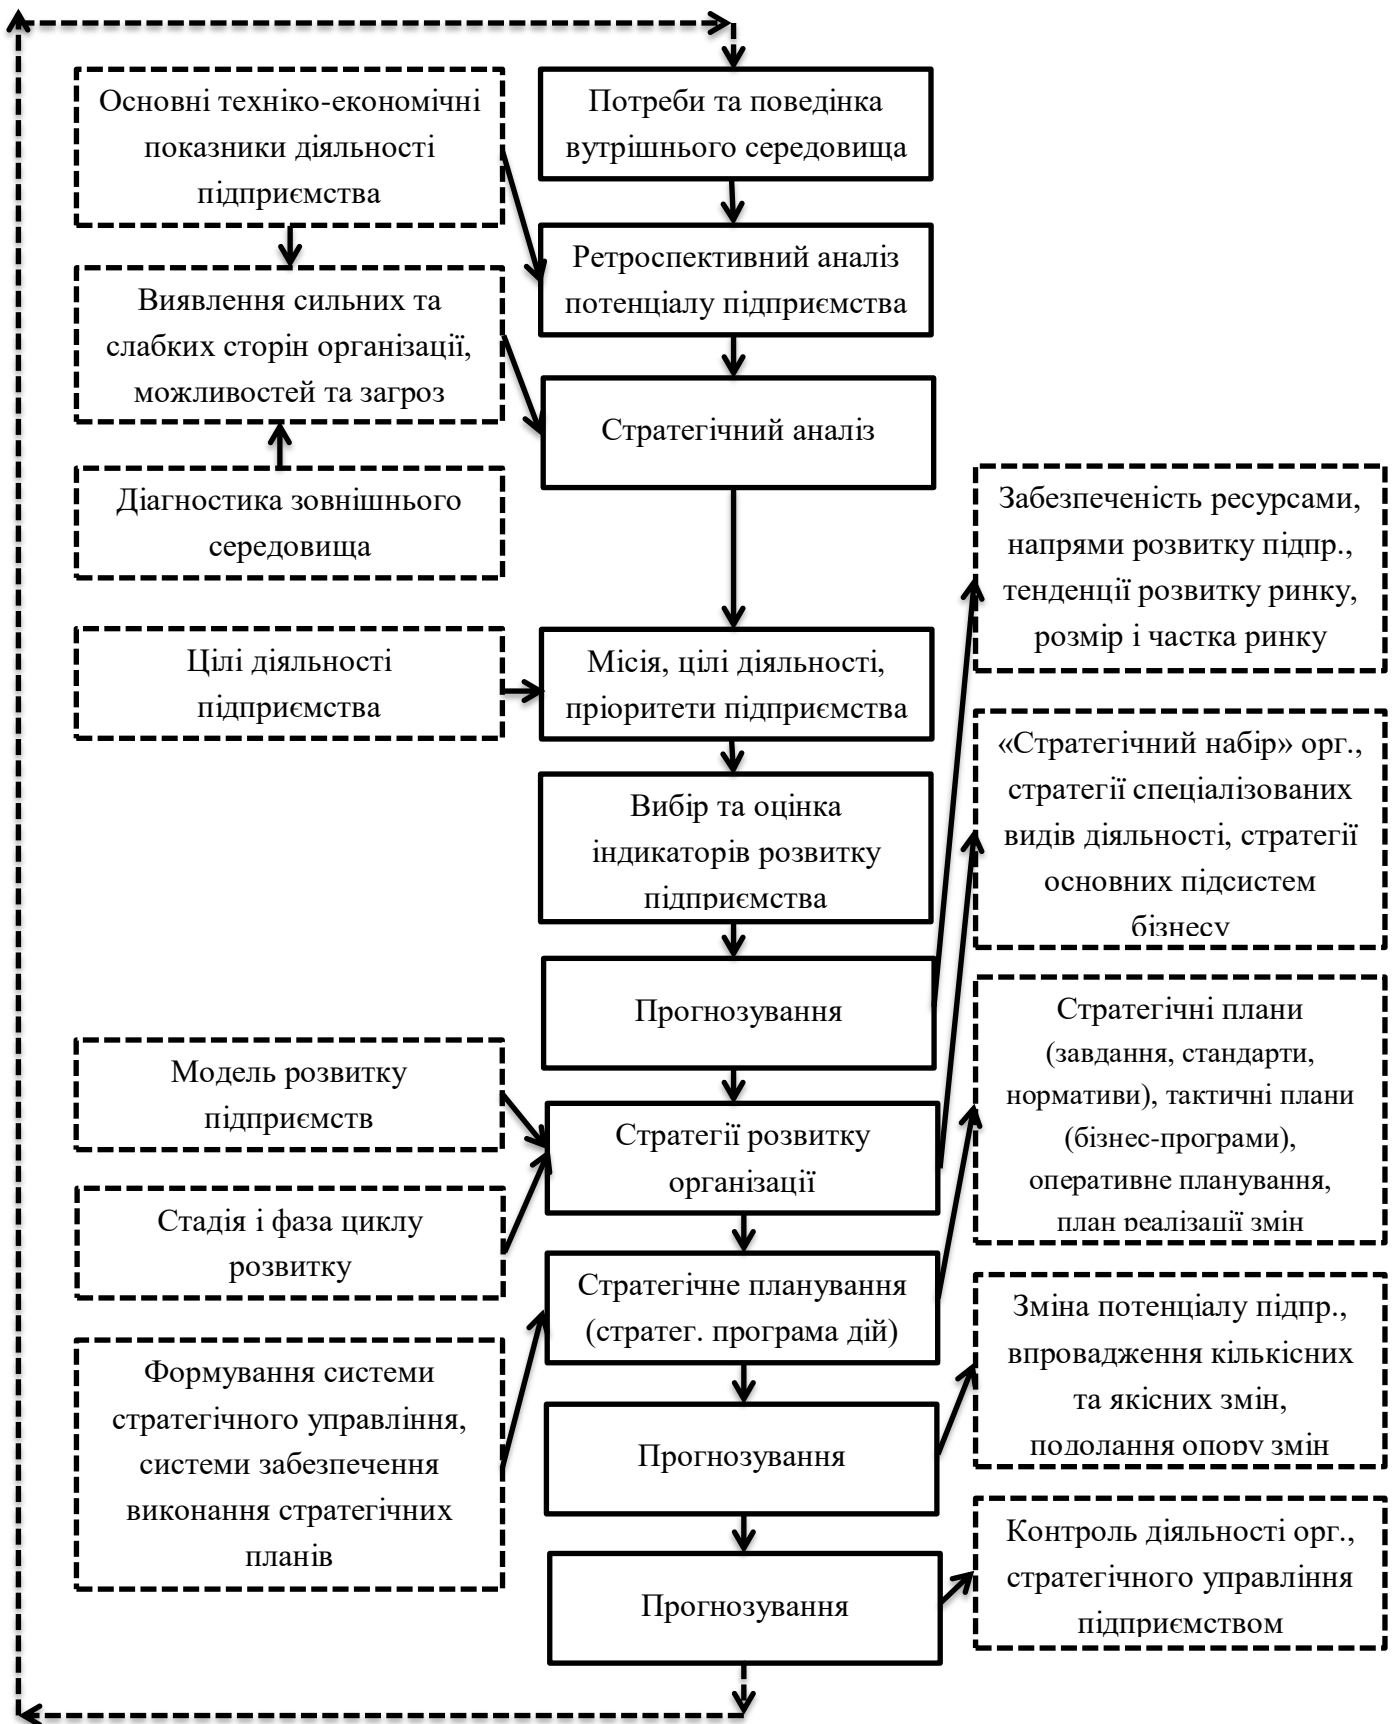 Основні техніко-економічні
показники діяльності
підприємства
Потреби та поведінка
вутрішнього середовища
Ретроспективний аналіз
потенціалу підприємства
Виявлення сильних та
слабких сторін організації,
можливостей та загроз
Стратегічний аналіз
Діагностика зовнішнього
середовища
Забезпеченість ресурсами,
напрями розвитку підпр.,
тенденції розвитку ринку,
розмір і частка ринку
Цілі діяльності
підприємства
Місія, цілі діяльності,
пріоритети підприємства
«Стратегічний набір» орг.,
стратегії спеціалізованих
видів діяльності, стратегії
основних підсистем
бізнесу
Вибір та оцінка
індикаторів розвитку
підприємства
Прогнозування
Стратегічні плани
(завдання, стандарти,
нормативи), тактичні плани
(бізнес-програми),
оперативне планування,
план реалізації змін
Модель розвитку
підприємств
Стратегії розвитку
організації
Стадія і фаза циклу
розвитку
Стратегічне планування
(стратег. програма дій)
Зміна потенціалу підпр.,
впровадження кількісних
та якісних змін,
подолання опору змін
Формування системи
стратегічного управління,
системи забезпечення
виконання стратегічних
планів
Прогнозування
Контроль діяльності орг.,
стратегічного управління
підприємством
Прогнозування